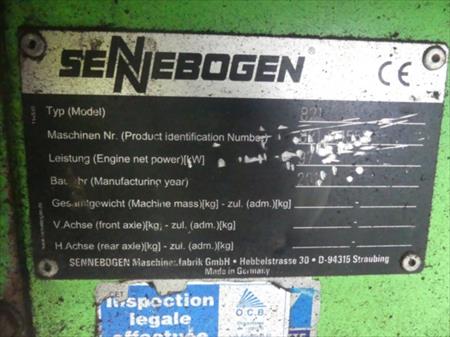 SENNEBOGEN
CE
Typ (Model)
Maschinen Nr. (Product identification Number)
Leistung (Engine net power)[kW]
Baujahr (Manufacturing year)
Gesamtgewicht (Machine mass)[kg] - zul. (adm.)[kg] - -
V.Achse (front axle)[kg] - zul. (adm.)[kg] - -
H.Achse (rear axle)[kg] - zul. (adm.)[kg] - -
SENNEBOGEN Maschinenfabrik GmbH • Hebbelstrasse 30 • D-94315 Straubing
Made in Germany
inspection
legale
effectuée
O.C.B.